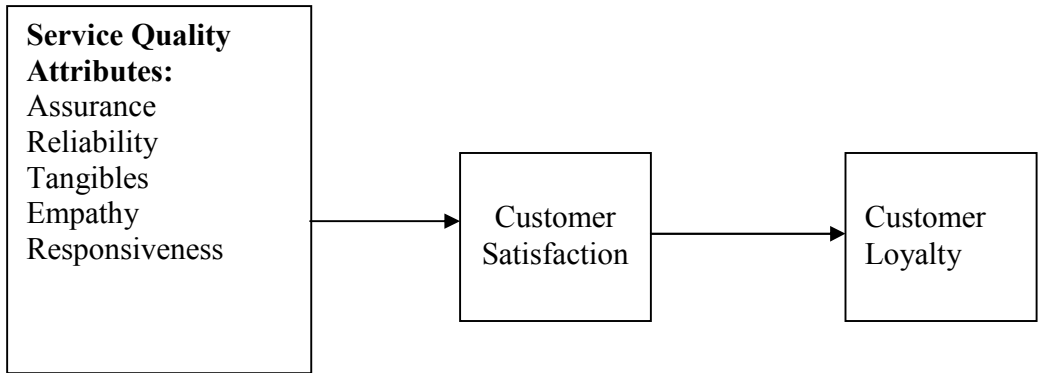 Service Quality
Attributes:
Assurance
Reliability
Tangibles
Empathy
Responsiveness
Customer
Satisfaction
Customer
Loyalty